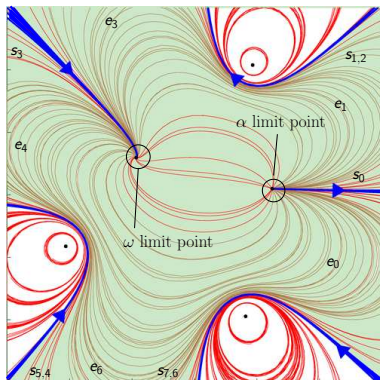 e3
s3
s1,2
e1
α limit point
e4
s0
ω limit point
e0
s5,4
e6
s7,6